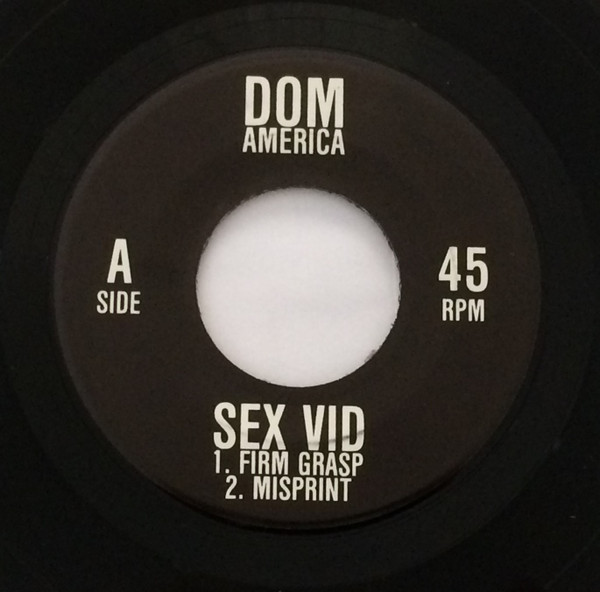 DOM
AMERICA
A
SIDE
45
RPM
SEX VID
1. FIRM GRASP
2. MISPRINT